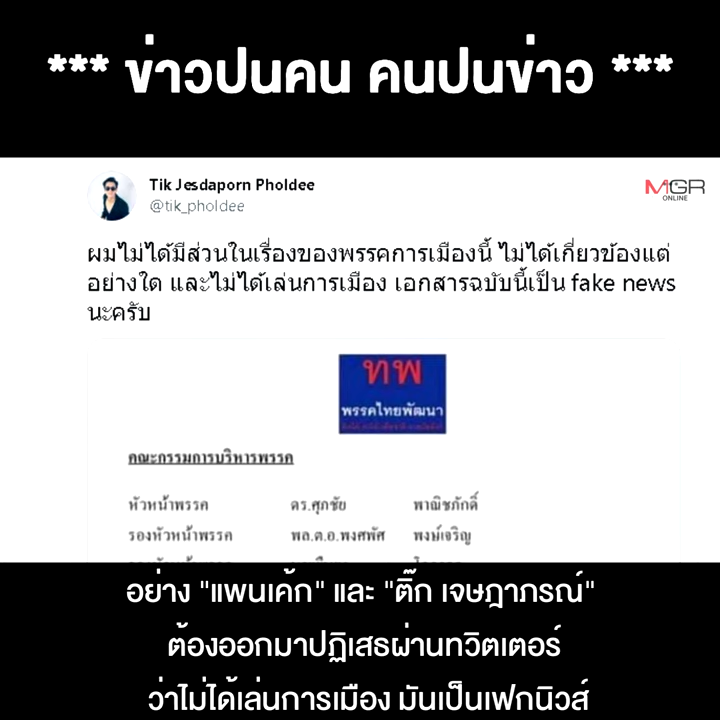 *** ข่าวปนคน คนปนข่าว ***
Tik Jesdaporn Pholdee
@tik_pholdee
MGR
ONLINE
ผมไม่ได้มีส่วนในเรื่องของพรรคการเมืองนี้ ไม่ได้เกี่ยวข้องแต่
อย่างใด และไม่ได้เล่นการเมือง เอกสารฉบับนี้เป็น fake news
นะครับ
ทพ
พรรคไทยพัฒนา
คณะกรรมการบริหารพรรค
หัวหน้าพรรค ดร.ศุภชัย พาณิชภักดิ์
รองหัวหน้าพรรค พล.ต.อ.พงศพัศ พงษ์เจริญ
อย่าง "แพนเค้ก" และ "ติ๊ก เจษฎาภรณ์"
ต้องออกมาปฏิเสธผ่านทวิตเตอร์
ว่าไม่ได้เล่นการเมือง มันเป็นเฟกนิวส์